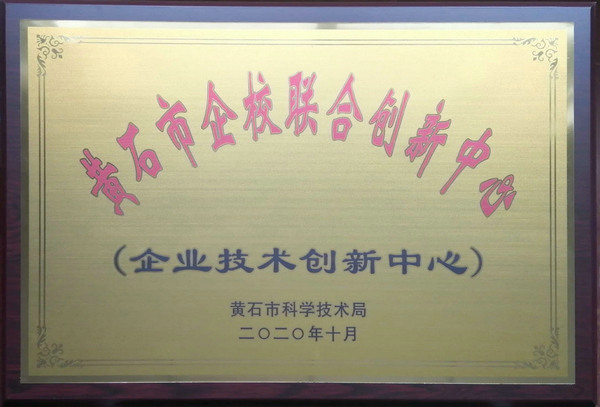 黄石市企校联合创新中心
(企业技术创新中心)
黄石市科学技术局
二〇二〇年十月